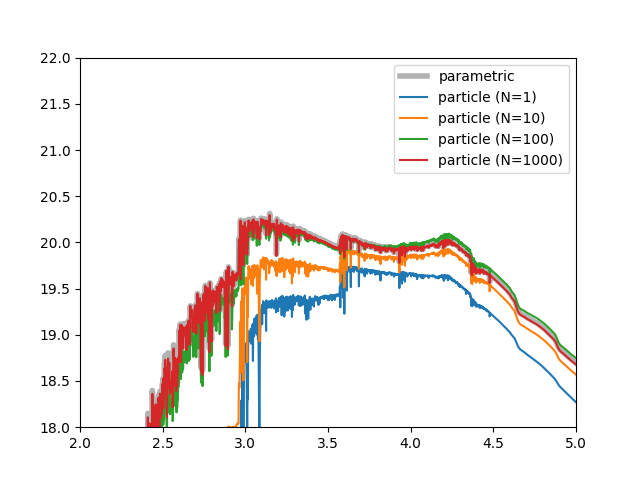 22.0
21.5
21.0
20.5
20.0
19.5
19.0
18.5
18.0
2.0 2.5 3.0 3.5 4.0 4.5 5.0
parametric
particle (N=1)
particle (N=10)
particle (N=100)
particle (N=1000)